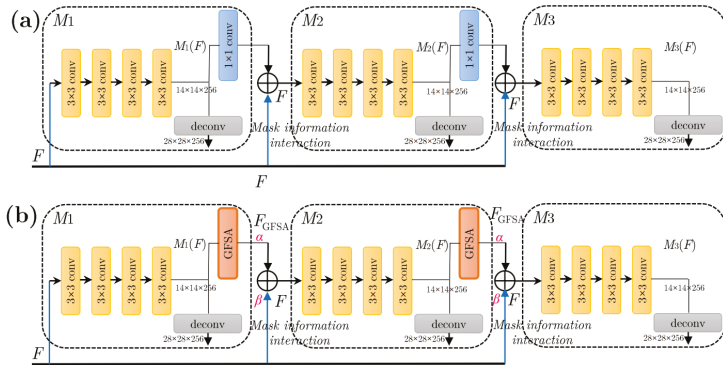 (a)
M1
M2
M3
3×3 conv
3×3 conv
3×3 conv
3×3 conv
M₁(F)
14×14×256
1×1 conv
deconv
28×28×256
F
Mask information
interaction
3×3 conv
3×3 conv
3×3 conv
3×3 conv
M₂(F)
14×14×256
1×1 conv
deconv
28×28×256
F
Mask information
interaction
3×3 conv
3×3 conv
3×3 conv
3×3 conv
M₃(F)
14×14×256
deconv
28×28×256
F
F
(b)
M1
M2
M3
3×3 conv
3×3 conv
3×3 conv
3×3 conv
M₁(F)
14×14×256
GFSA
deconv
28×28×256
F_GFSA
α
β
F
Mask information
interaction
3×3 conv
3×3 conv
3×3 conv
3×3 conv
M₂(F)
14×14×256
GFSA
deconv
28×28×256
F_GFSA
α
β
F
Mask information
interaction
3×3 conv
3×3 conv
3×3 conv
3×3 conv
M₃(F)
14×14×256
deconv
28×28×256
F